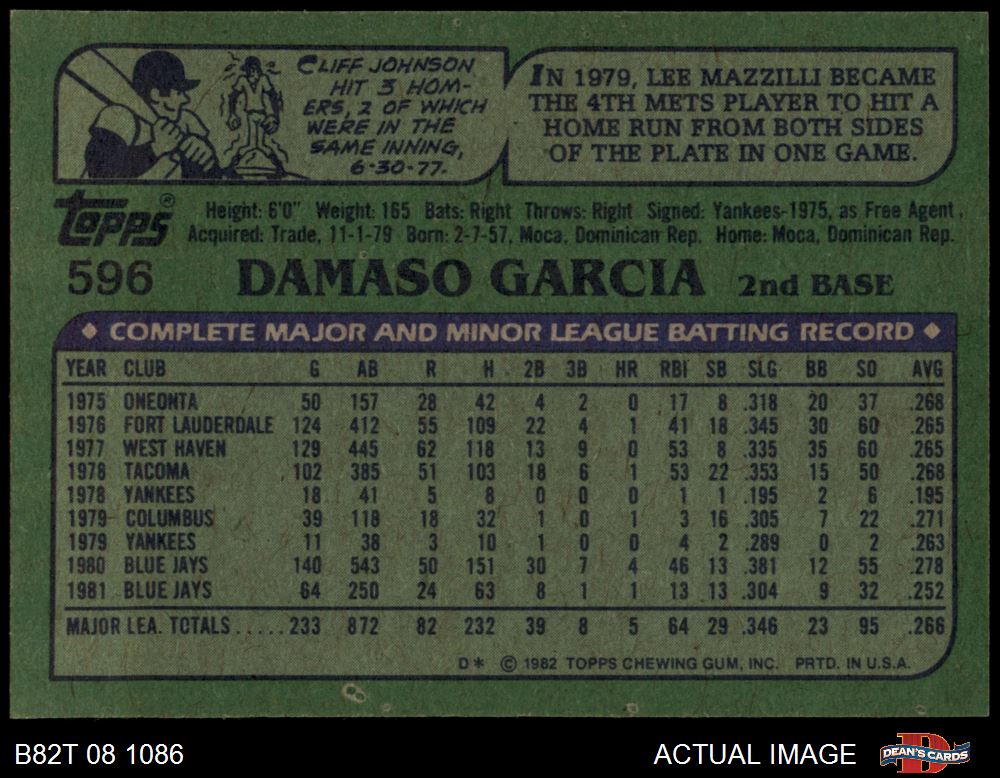 CLIFF JOHNSON
HIT 3 HOM-
ERS, 2 OF WHICH
WERE IN THE
SAME INNING,
6-30-77.
IN 1979, LEE MAZZILLI BECAME
THE 4TH METS PLAYER TO HIT A
HOME RUN FROM BOTH SIDES
OF THE PLATE IN ONE GAME.
Topps®
Height: 6'0" Weight: 165 Bats: Right Throws: Right Signed: Yankees-1975, as Free Agent.
Acquired: Trade, 11-1-79 Born: 2-7-57, Moca, Dominican Rep. Home: Moca, Dominican Rep.
596 DAMASO GARCIA 2nd BASE
◆ COMPLETE MAJOR AND MINOR LEAGUE BATTING RECORD ◆
YEAR CLUB G AB R H 2B 3B HR RBI SB SLG BB SO AVG
1975 ONEONTA 50 157 28 42 4 2 0 17 8 .318 20 37 .268
1976 FORT LAUDERDALE 124 412 55 109 22 4 1 41 18 .345 30 60 .265
1977 WEST HAVEN 129 445 62 118 13 9 0 53 8 .335 35 60 .265
1978 TACOMA 102 385 51 103 18 6 1 53 22 .353 15 50 .268
1978 YANKEES 18 41 5 8 0 0 0 1 1 .195 2 6 .195
1979 COLUMBUS 39 118 18 32 1 0 1 3 16 .305 7 22 .271
1979 YANKEES 11 38 3 10 1 0 0 4 2 .289 0 2 .263
1980 BLUE JAYS 140 543 50 151 30 7 4 46 13 .381 12 55 .278
1981 BLUE JAYS 64 250 24 63 8 1 1 13 13 .304 9 32 .252
MAJOR LEA. TOTALS.....233 872 82 232 39 8 5 64 29 .346 23 95 .266
D* © 1982 TOPPS CHEWING GUM, INC. PRTD. IN U.S.A.
B82T 08 1086 ACTUAL IMAGE D DEAN'S CARDS